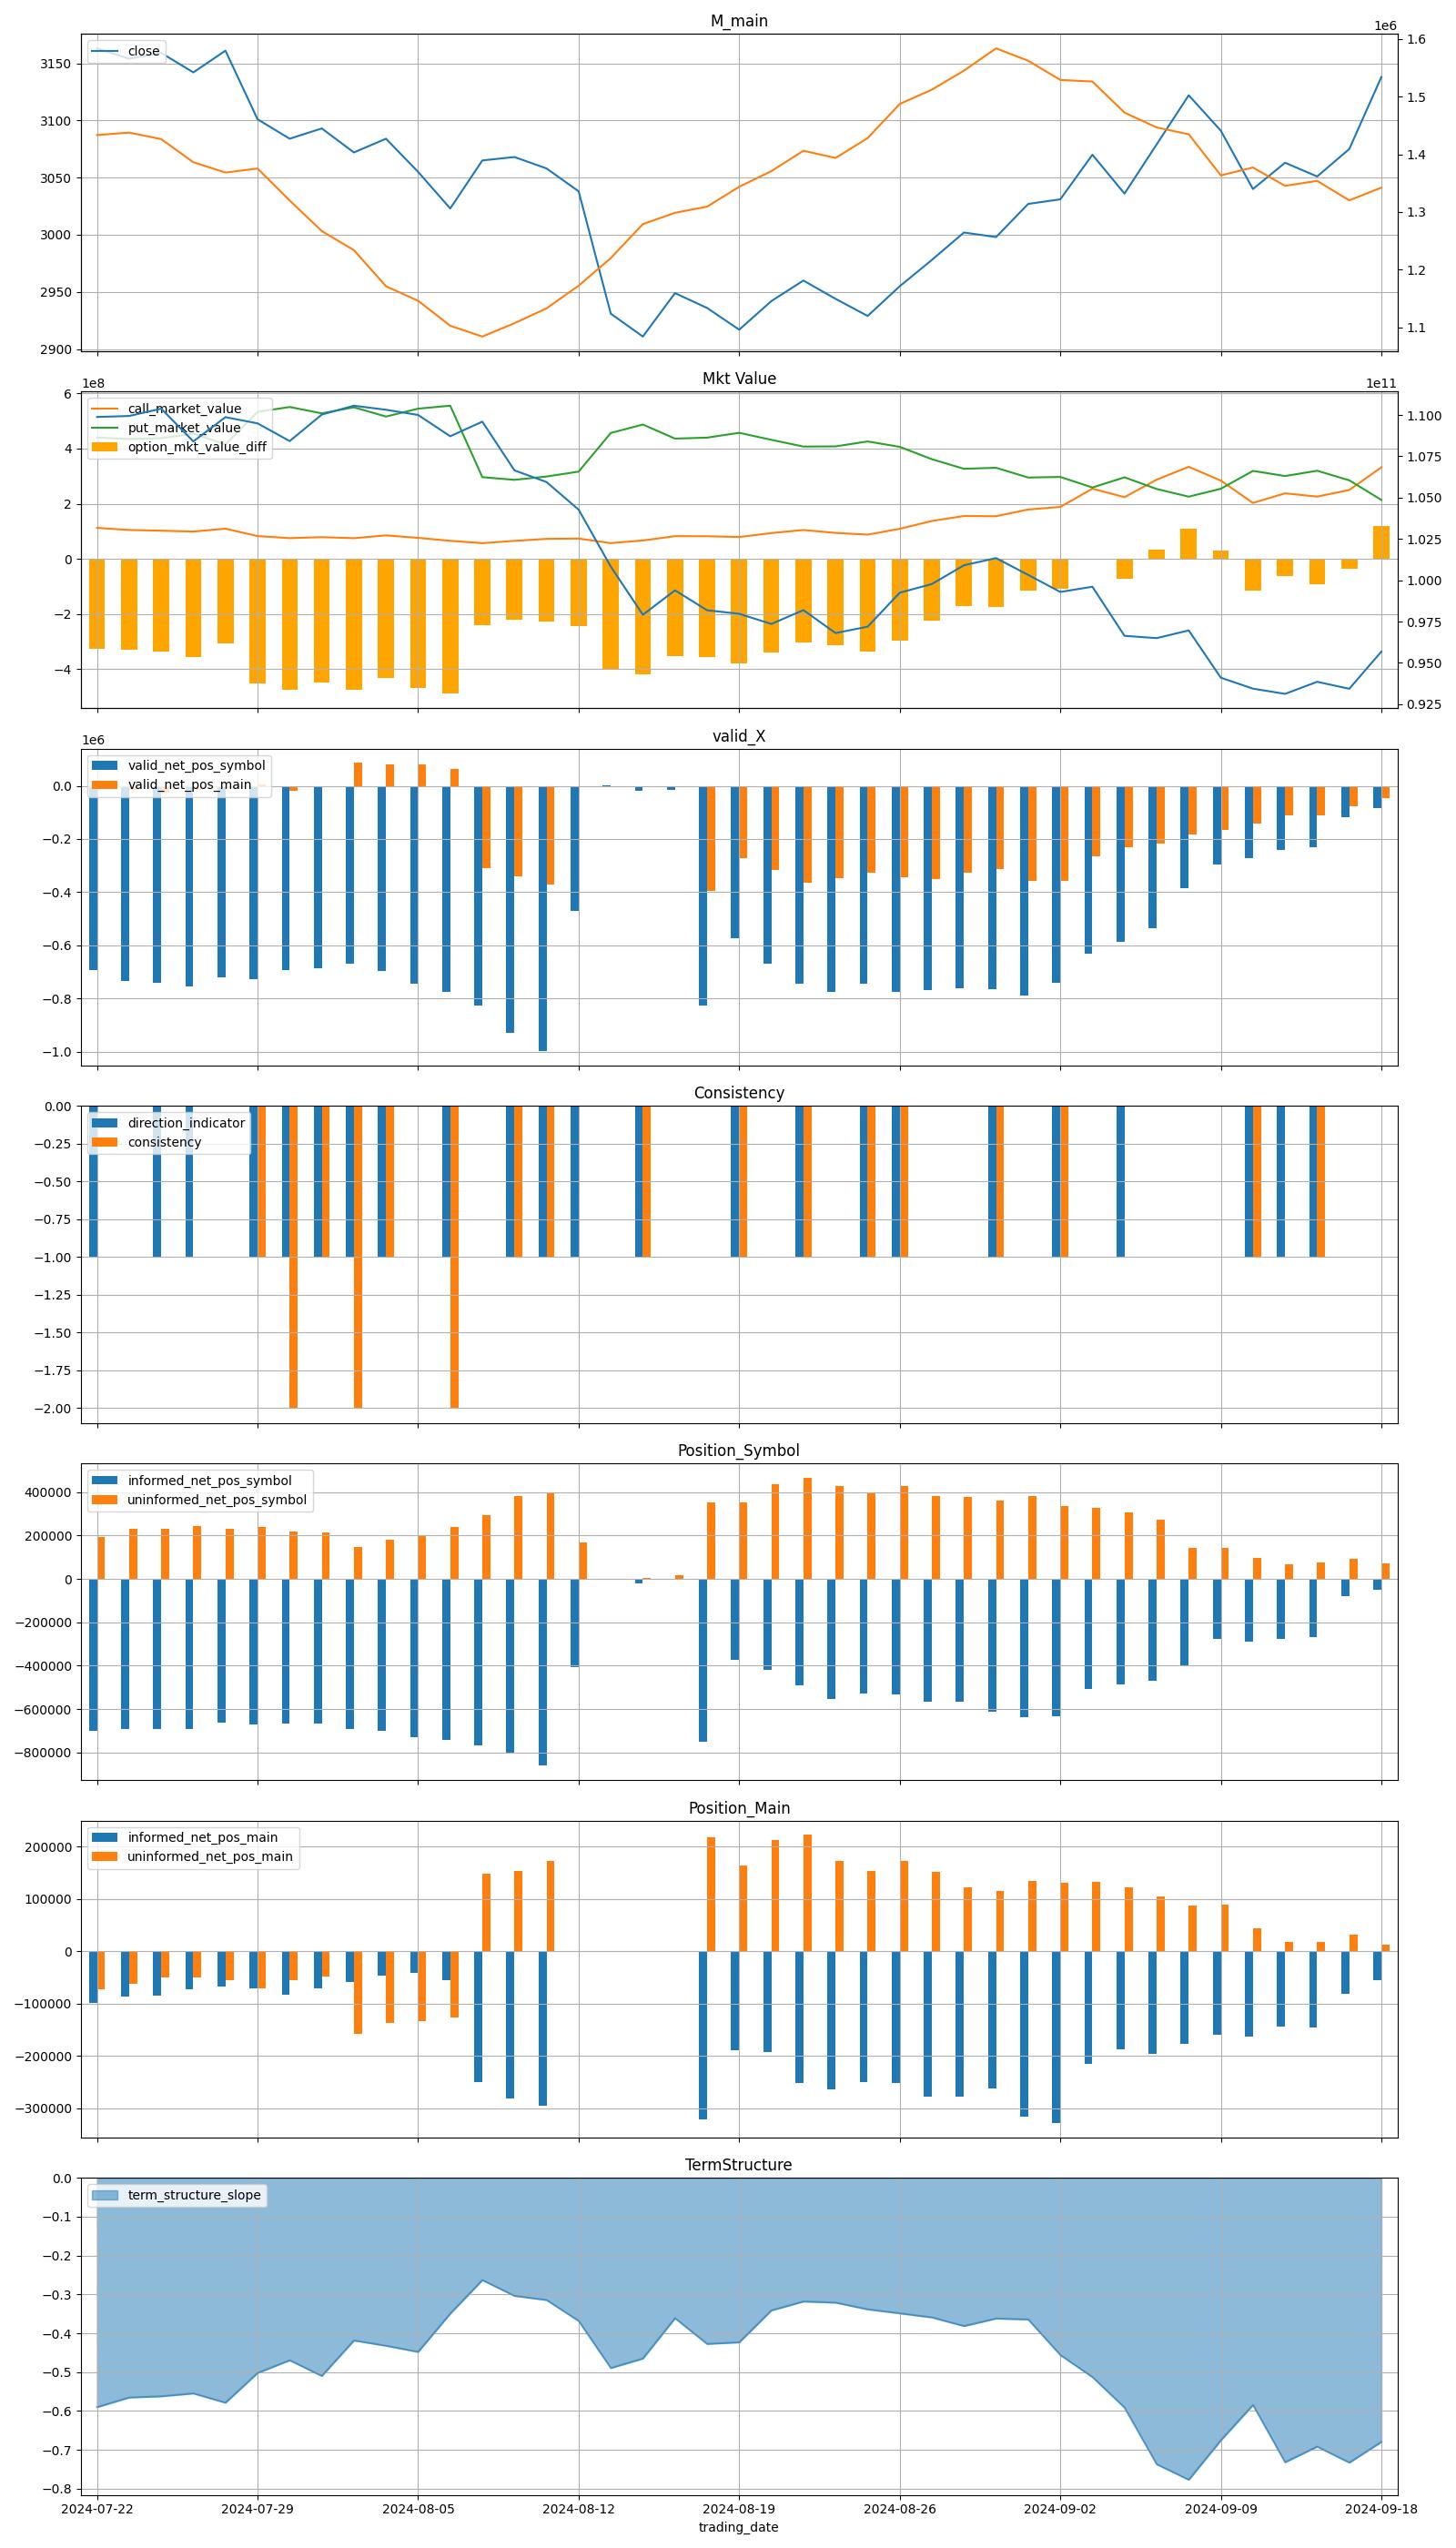 M_main
1e6
close
3150
3100
3050
3000
2950
2900
1.6
1.5
1.4
1.3
1.2
1.1
Mkt Value
1e8
1e11
call_market_value
put_market_value
option_mkt_value_diff
6
4
2
0
−2
−4
1.100
1.075
1.050
1.025
1.000
0.975
0.950
0.925
valid_X
1e6
valid_net_pos_symbol
valid_net_pos_main
0.0
−0.2
−0.4
−0.6
−0.8
−1.0
Consistency
direction_indicator
consistency
0.00
−0.25
−0.50
−0.75
−1.00
−1.25
−1.50
−1.75
−2.00
Position_Symbol
informed_net_pos_symbol
uninformed_net_pos_symbol
400000
200000
0
−200000
−400000
−600000
−800000
Position_Main
informed_net_pos_main
uninformed_net_pos_main
200000
100000
0
−100000
−200000
−300000
TermStructure
term_structure_slope
0.0
−0.1
−0.2
−0.3
−0.4
−0.5
−0.6
−0.7
−0.8
2024-07-22 2024-07-29 2024-08-05 2024-08-12 2024-08-19 2024-08-26 2024-09-02 2024-09-09 2024-09-18
trading_date